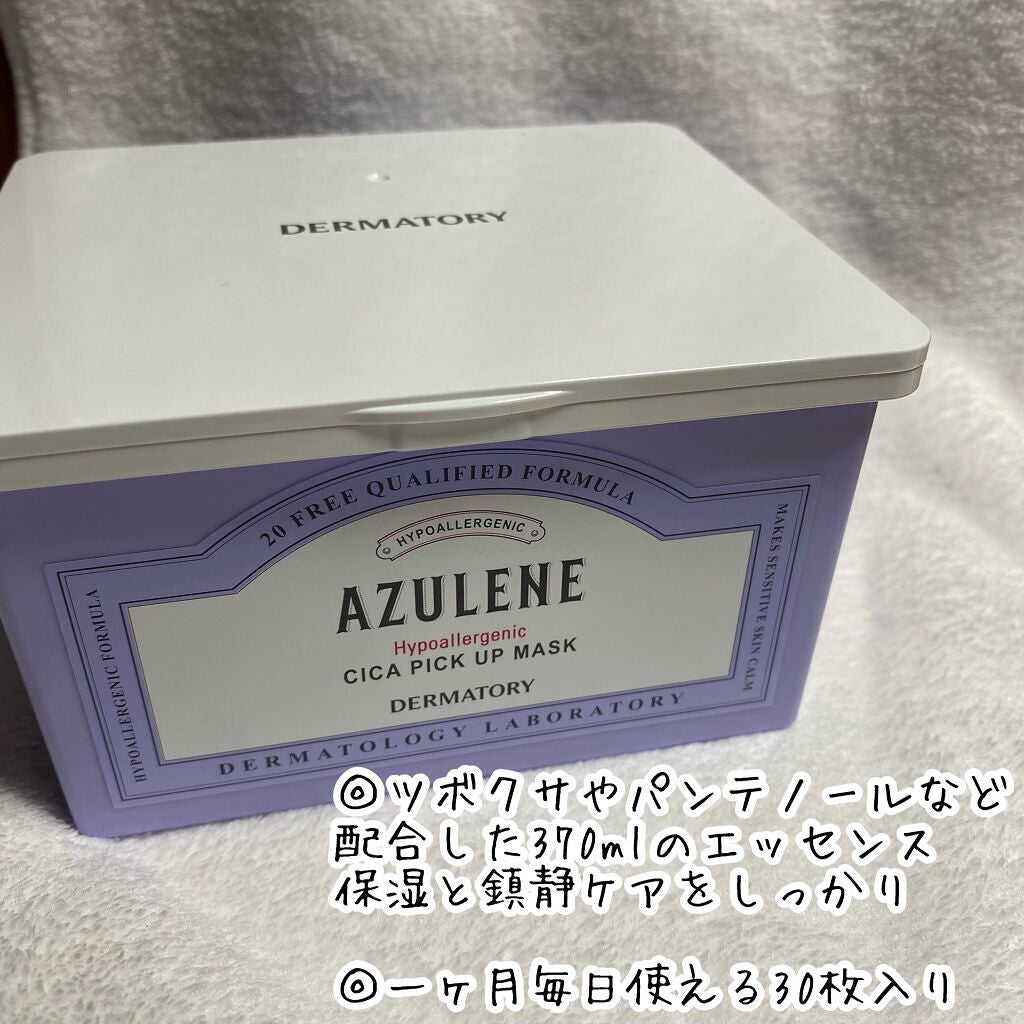 DERMATORY
20 FREE QUALIFIED FORMULA
HYPOALLERGENIC
HYPOALLERGENIC FORMULA
MAKES SENSITIVE SKIN CALM
AZULENE
Hypoallergenic
CICA PICK UP MASK
DERMATORY
DERMATOLOGY LABORATORY
◎ツボクサやパンテノールなど
配合した370mlのエッセンス
保湿と鎮静ケアをしっかり
◎一ヶ月毎日使える30枚入り